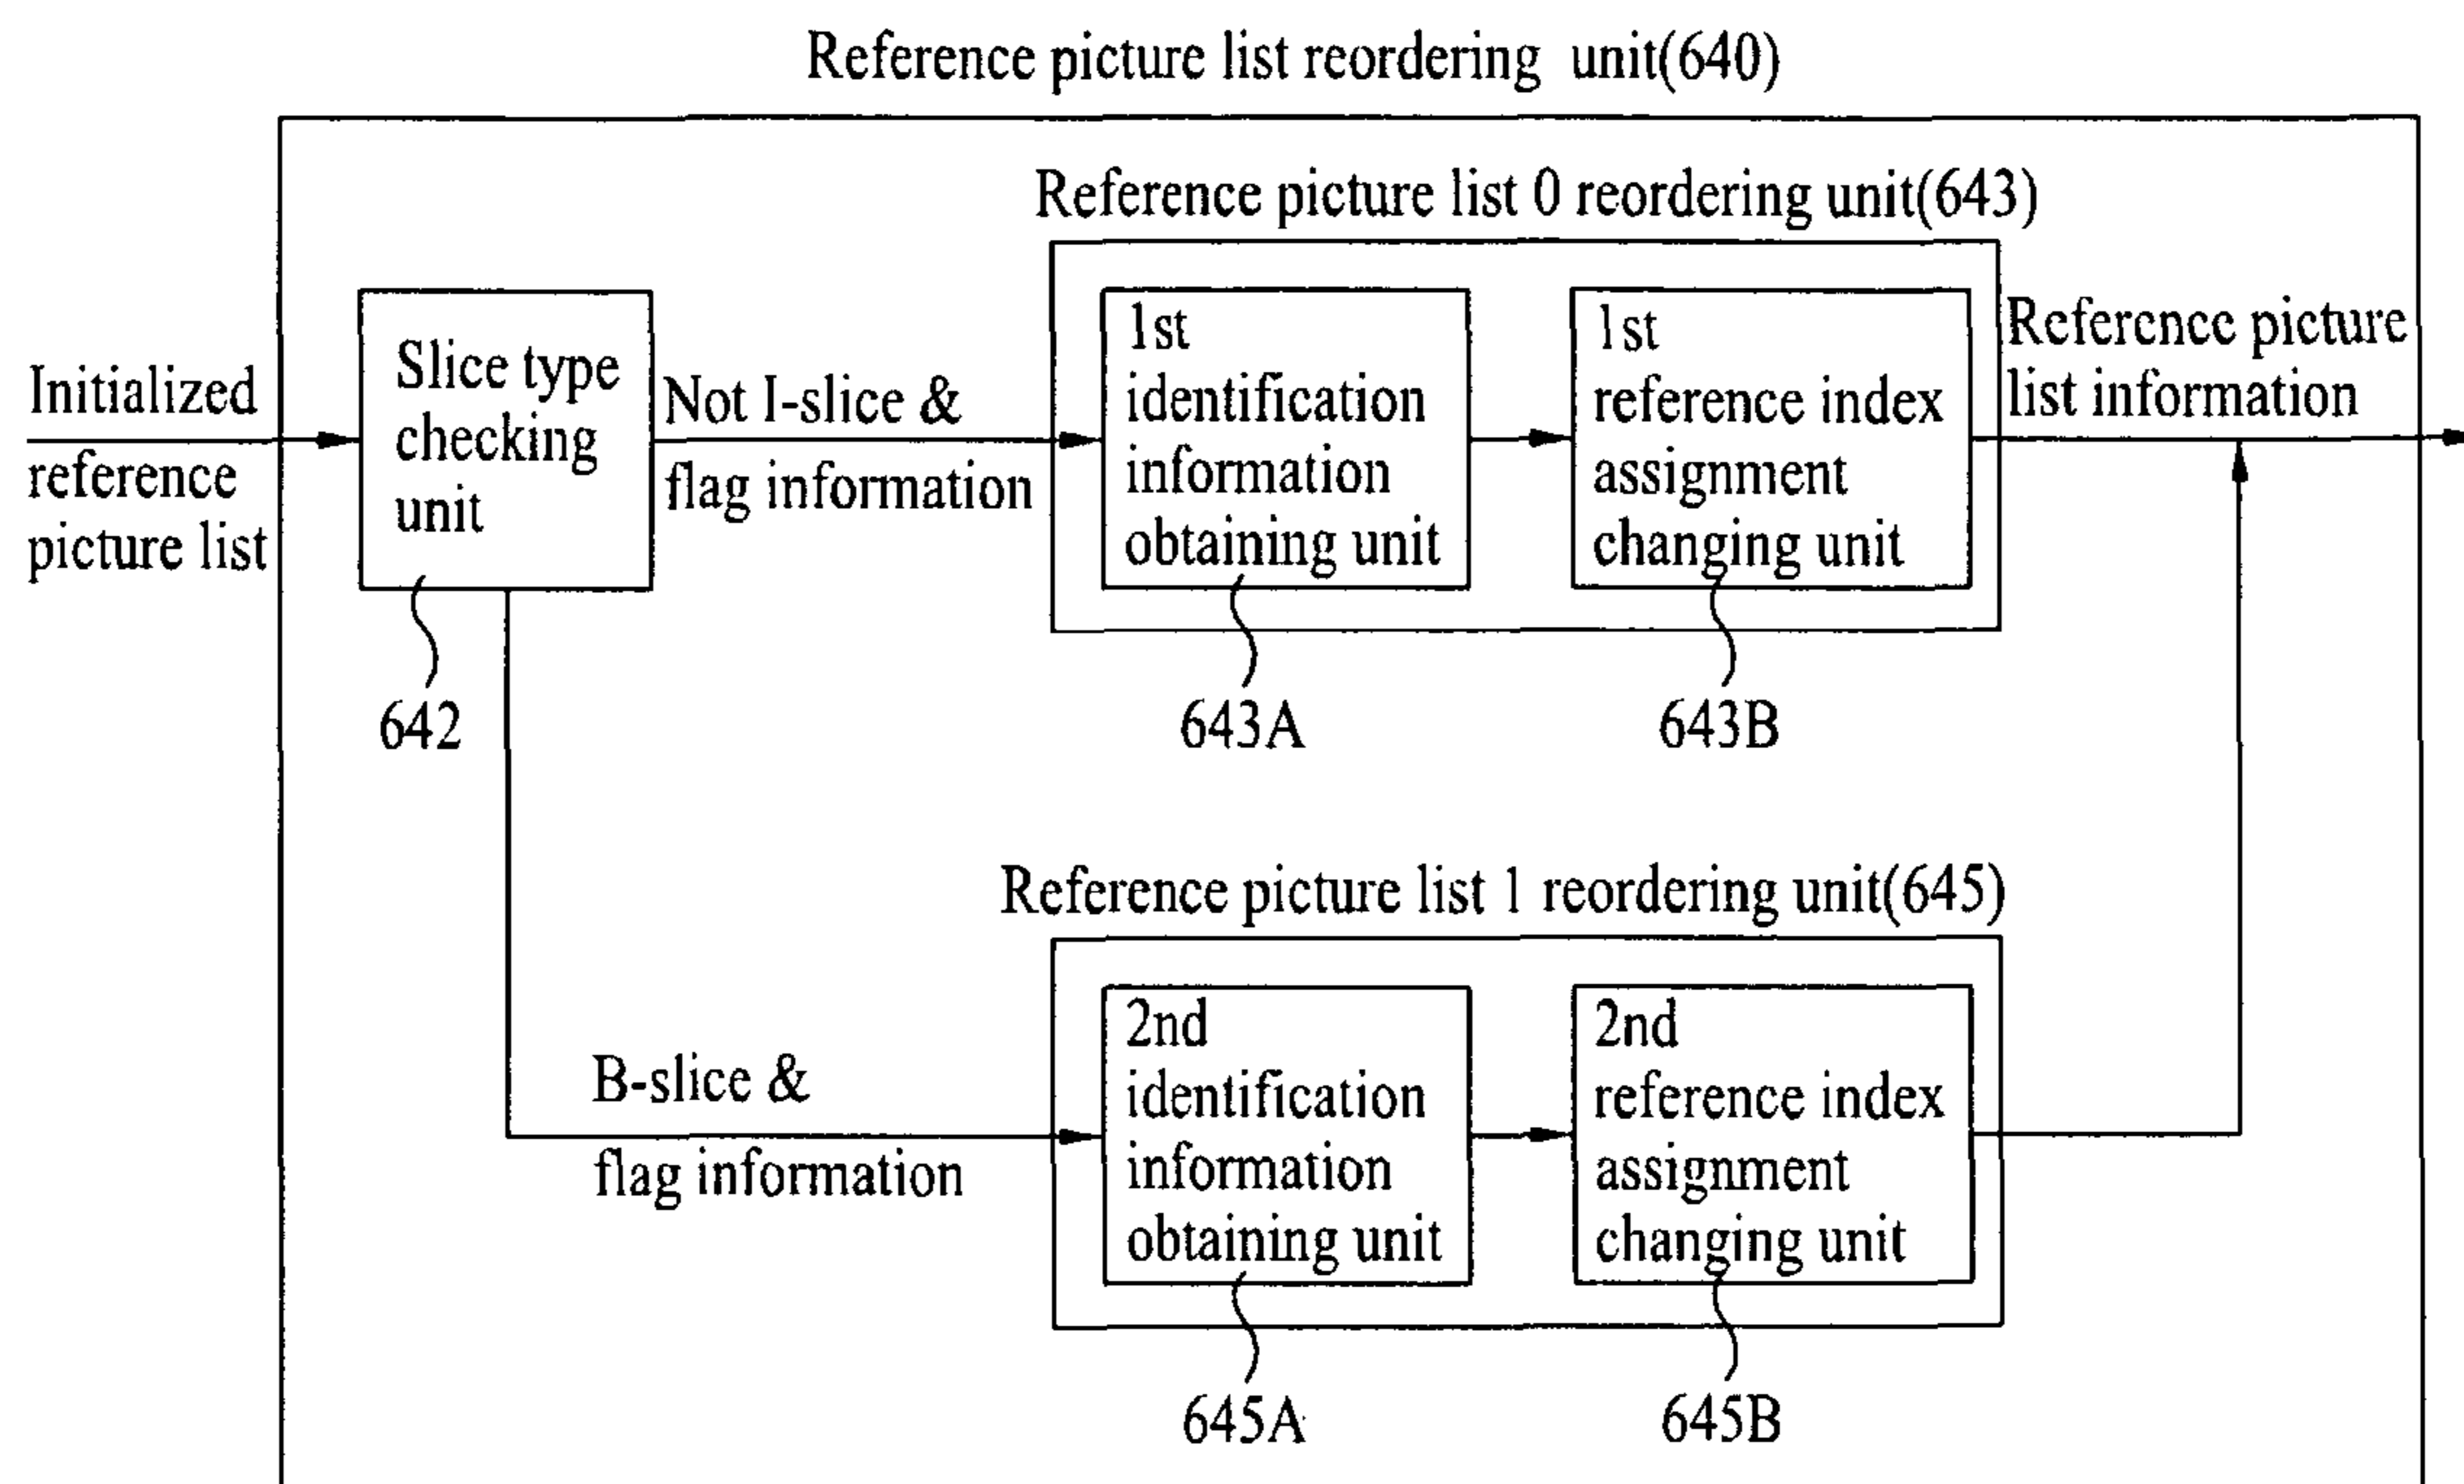 Reference picture list reordering unit(640)
Reference picture list 0 reordering unit(643)
Initialized
reference
picture list
Slice type
checking
unit
642
Not I-slice &
flag information
1st
identification
information
obtaining unit
643A
1st
reference index
assignment
changing unit
643B
Reference picture
list information
Reference picture list 1 reordering unit(645)
B-slice &
flag information
2nd
identification
information
obtaining unit
645A
2nd
reference index
assignment
changing unit
645B